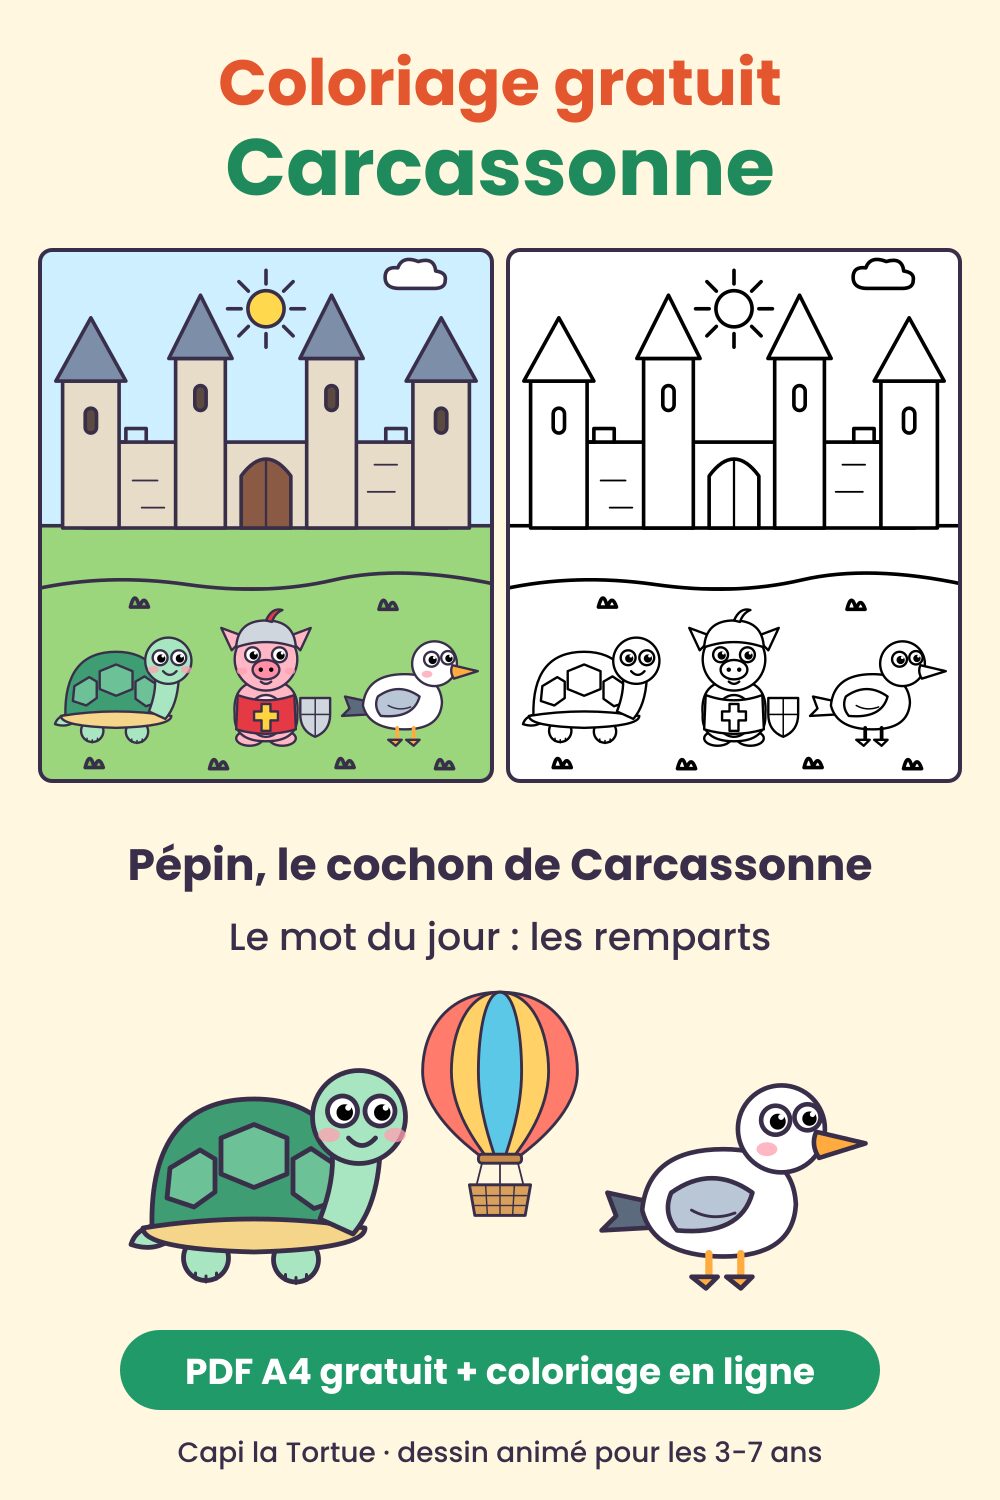 Coloriage gratuit
Carcassonne
Pépin, le cochon de Carcassonne
Le mot du jour : les remparts
PDF A4 gratuit + coloriage en ligne
Capi la Tortue · dessin animé pour les 3-7 ans